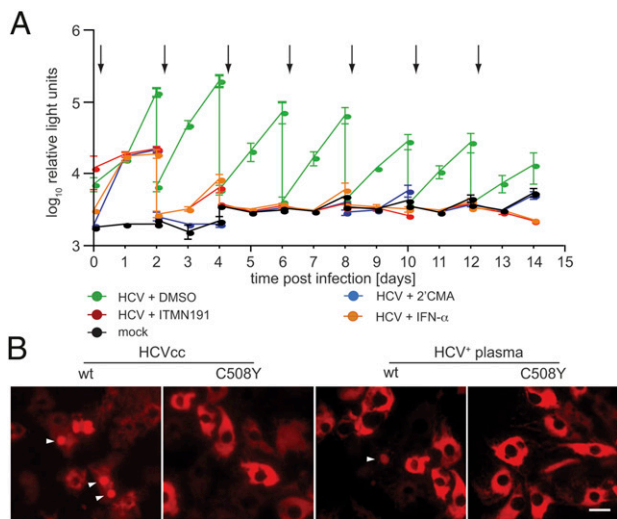 A
log10 relative light units
6
5
4
3
0 1 2 3 4 5 6 7 8 9 10 11 12 13 14 15
time post infection [days]
HCV + DMSO
HCV + 2'CMA
HCV + ITMN191
HCV + IFN-α
mock
B
HCVcc
HCV+ plasma
wt C508Y wt C508Y